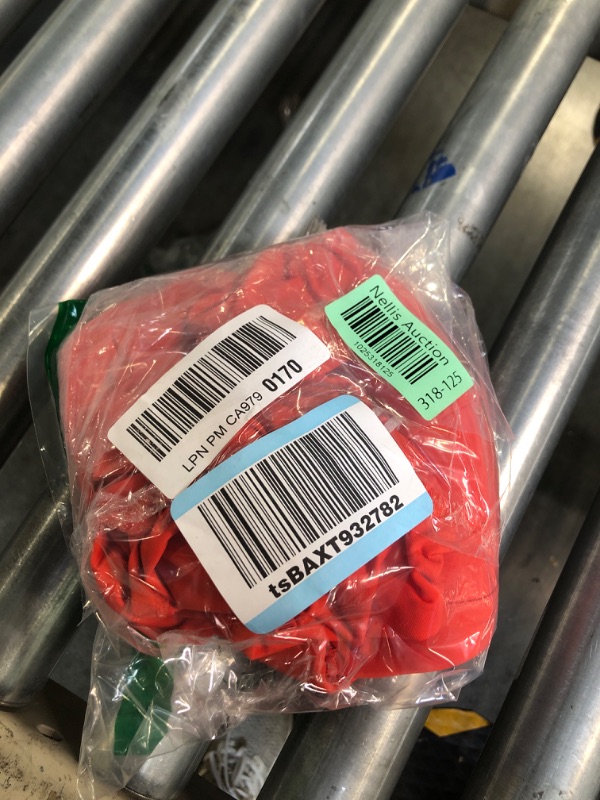 Nellis Auction
1025318125
318-125
LPN PM CA979 0170
tsBAXT932782